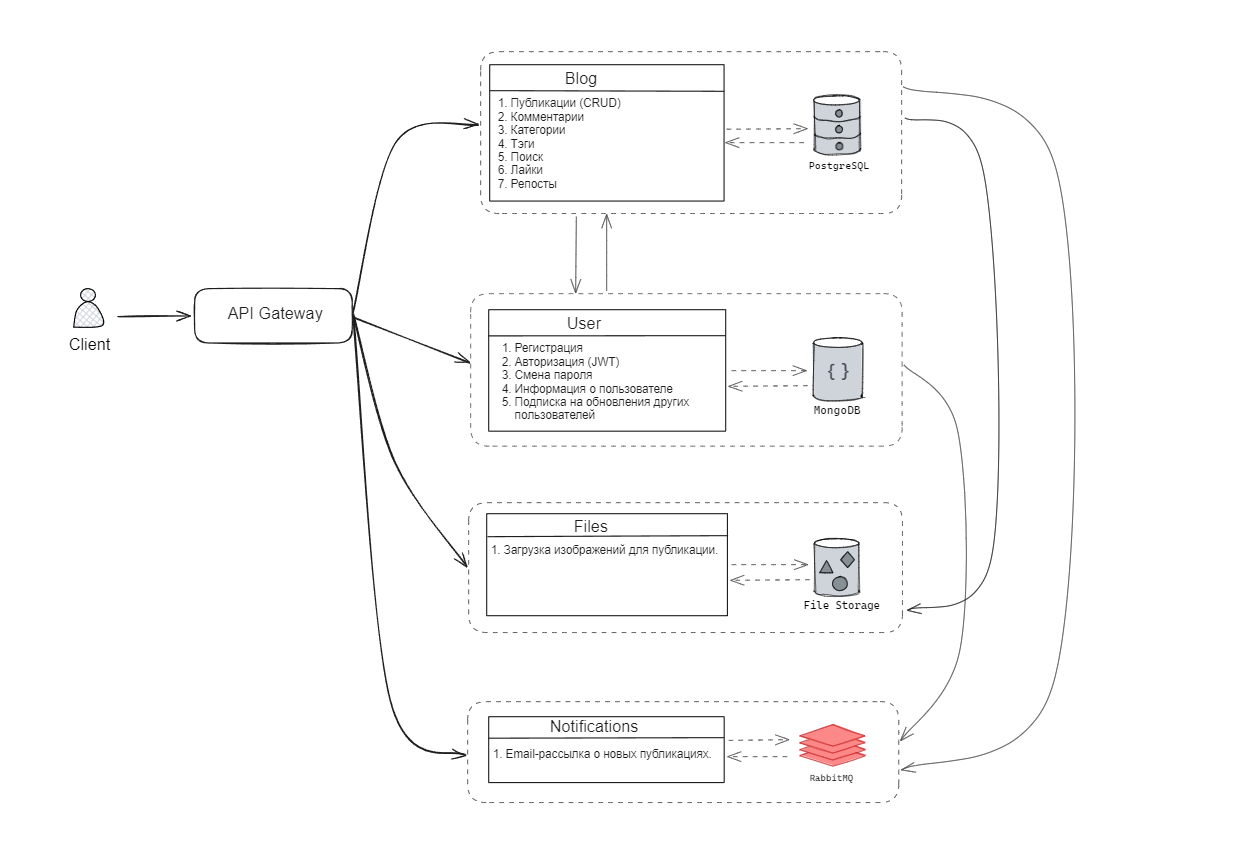 Blog
1. Публикации (CRUD)
2. Комментарии
3. Категории
4. Тэги
5. Поиск
6. Лайки
7. Репосты
PostgreSQL
Client
API Gateway
User
1. Регистрация
2. Авторизация (JWT)
3. Смена пароля
4. Информация о пользователе
5. Подписка на обновления других
пользователей
{ }
MongoDB
Files
1. Загрузка изображений для публикации.
File Storage
Notifications
1. Email-рассылка о новых публикациях.
RabbitMQ